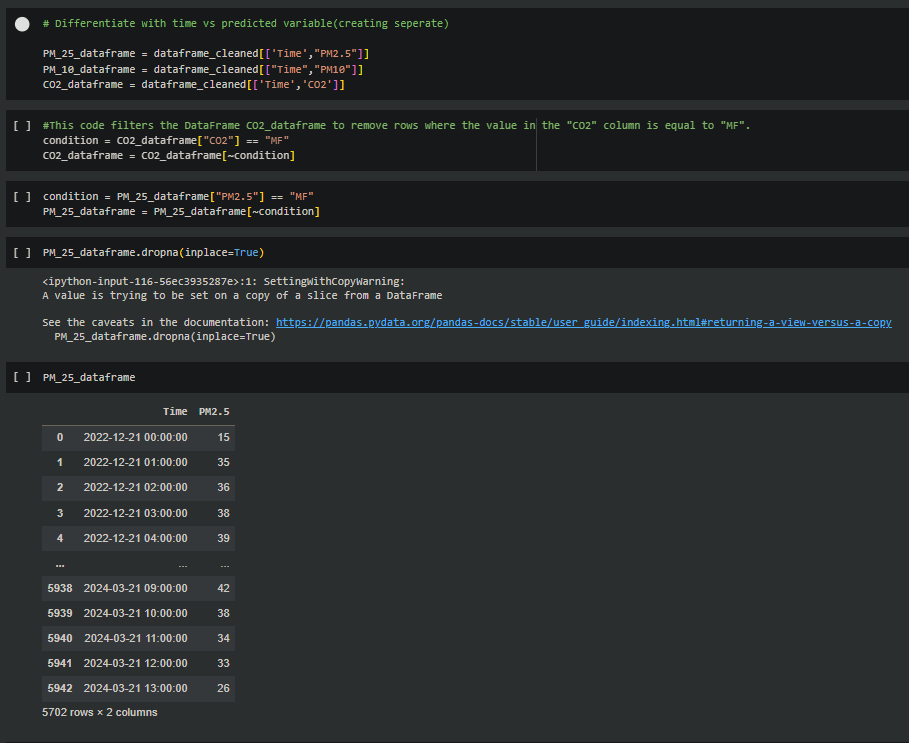 # Differentiate with time vs predicted variable(creating seperate)
PM_25_dataframe = dataframe_cleaned[['Time',"PM2.5"]]
PM_10_dataframe = dataframe_cleaned[["Time","PM10"]]
CO2_dataframe = dataframe_cleaned[['Time','CO2']]
[ ] #This code filters the DataFrame CO2_dataframe to remove rows where the value in the "CO2" column is equal to "MF".
condition = CO2_dataframe["CO2"] == "MF"
CO2_dataframe = CO2_dataframe[~condition]
[ ] condition = PM_25_dataframe["PM2.5"] == "MF"
PM_25_dataframe = PM_25_dataframe[~condition]
[ ] PM_25_dataframe.dropna(inplace=True)
<ipython-input-116-56ec3935287e>:1: SettingWithCopyWarning:
A value is trying to be set on a copy of a slice from a DataFrame
See the caveats in the documentation: https://pandas.pydata.org/pandas-docs/stable/user_guide/indexing.html#returning-a-view-versus-a-copy
PM_25_dataframe.dropna(inplace=True)
[ ] PM_25_dataframe
Time PM2.5
0 2022-12-21 00:00:00 15
1 2022-12-21 01:00:00 35
2 2022-12-21 02:00:00 36
3 2022-12-21 03:00:00 38
4 2022-12-21 04:00:00 39
... ... ...
5938 2024-03-21 09:00:00 42
5939 2024-03-21 10:00:00 38
5940 2024-03-21 11:00:00 34
5941 2024-03-21 12:00:00 33
5942 2024-03-21 13:00:00 26
5702 rows × 2 columns